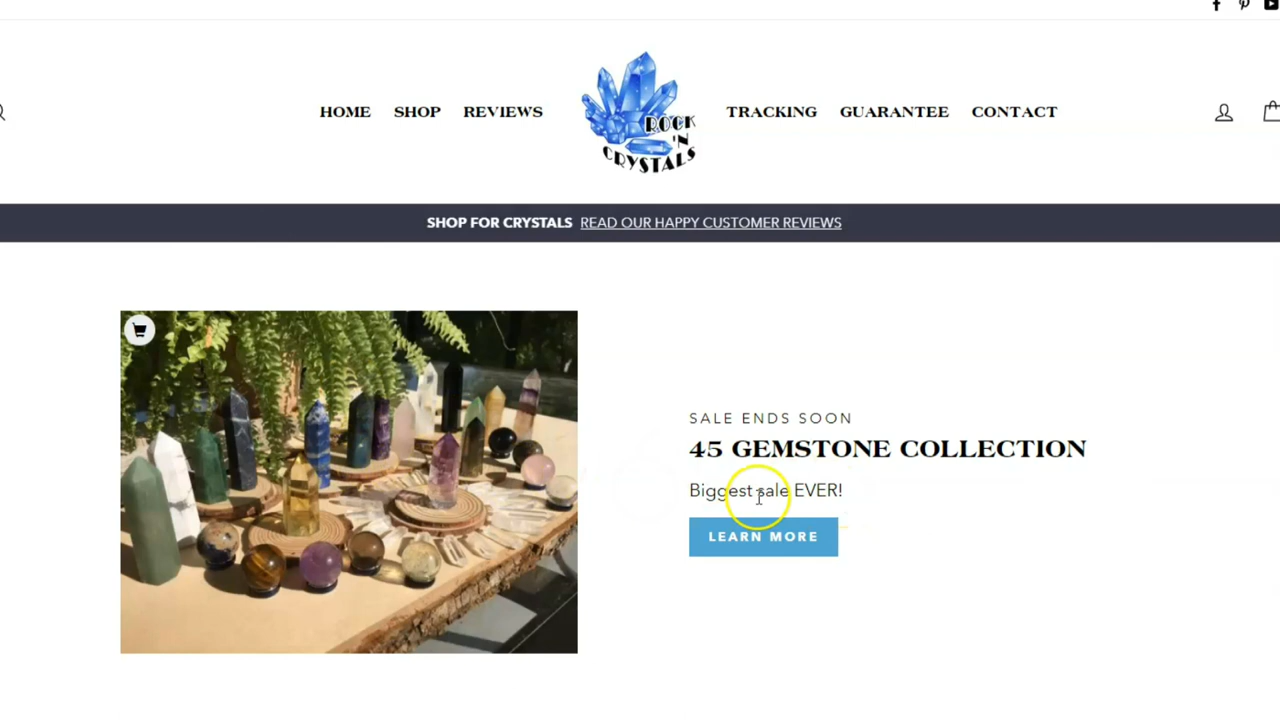 HOME SHOP REVIEWS
ROCK
'N
CRYSTALS
TRACKING GUARANTEE CONTACT
SHOP FOR CRYSTALS READ OUR HAPPY CUSTOMER REVIEWS
SALE ENDS SOON
45 GEMSTONE COLLECTION
Biggest sale EVER!
LEARN MORE